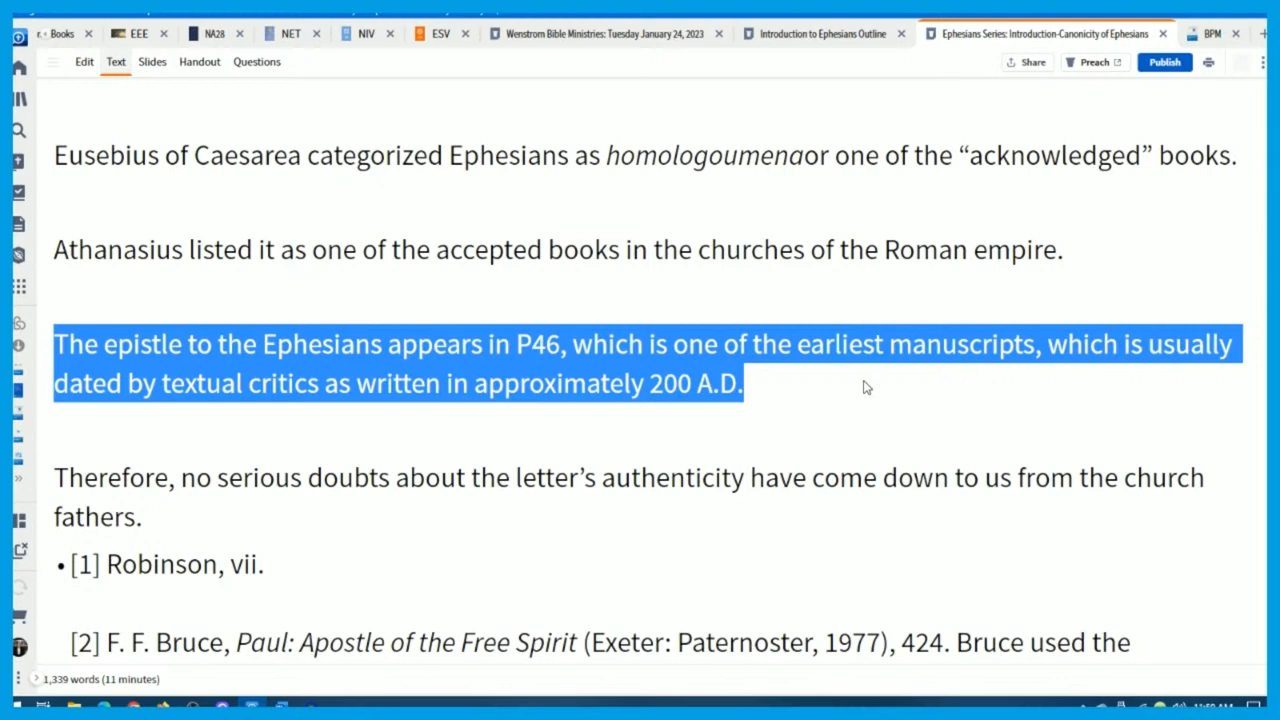 Books EEE NA28 NET NIV ESV Wenstrom Bible Ministries: Tuesday January 24, 2023 Introduction to Ephesians Outline Ephesians Series: Introduction-Canonicity of Ephesians BPM
Edit Text Slides Handout Questions Share Preach Publish
Eusebius of Caesarea categorized Ephesians as homologoumenaor one of the “acknowledged” books.
Athanasius listed it as one of the accepted books in the churches of the Roman empire.
The epistle to the Ephesians appears in P46, which is one of the earliest manuscripts, which is usually
dated by textual critics as written in approximately 200 A.D.
Therefore, no serious doubts about the letter’s authenticity have come down to us from the church
fathers.
• [1] Robinson, vii.
[2] F. F. Bruce, Paul: Apostle of the Free Spirit (Exeter: Paternoster, 1977), 424. Bruce used the
1,339 words (11 minutes)